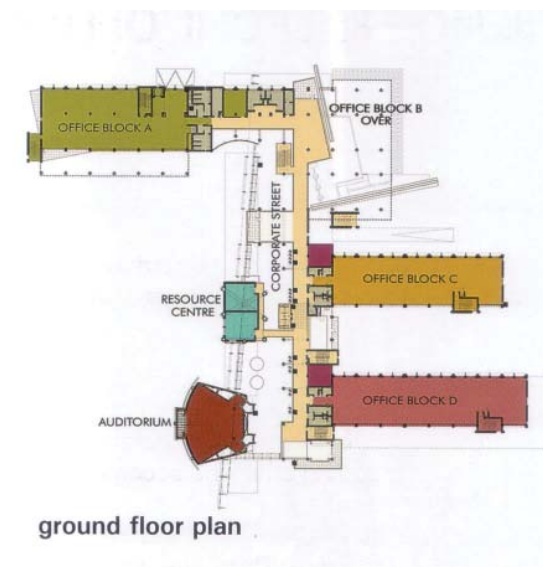 OFFICE BLOCK A
OFFICE BLOCK B
OVER
CORPORATE STREET
OFFICE BLOCK C
RESOURCE
CENTRE
OFFICE BLOCK D
AUDITORIUM
ground floor plan